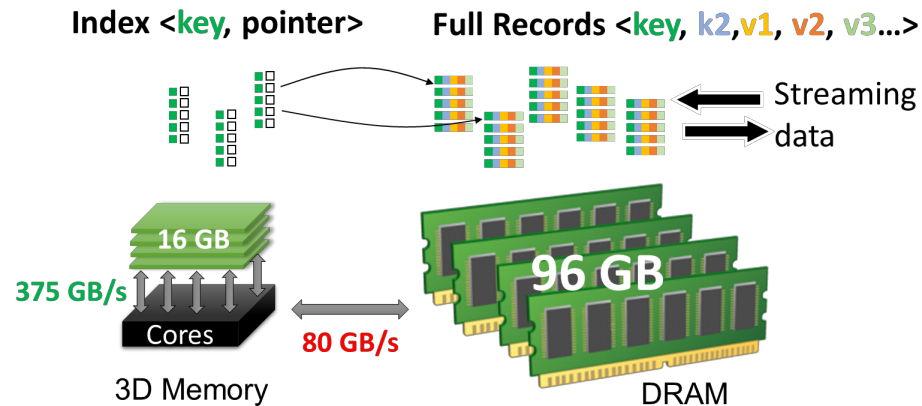 Index <key, pointer>
Full Records <key, k2,v1, v2, v3...>
Streaming
data
16 GB
96 GB
375 GB/s
Cores
80 GB/s
3D Memory
DRAM